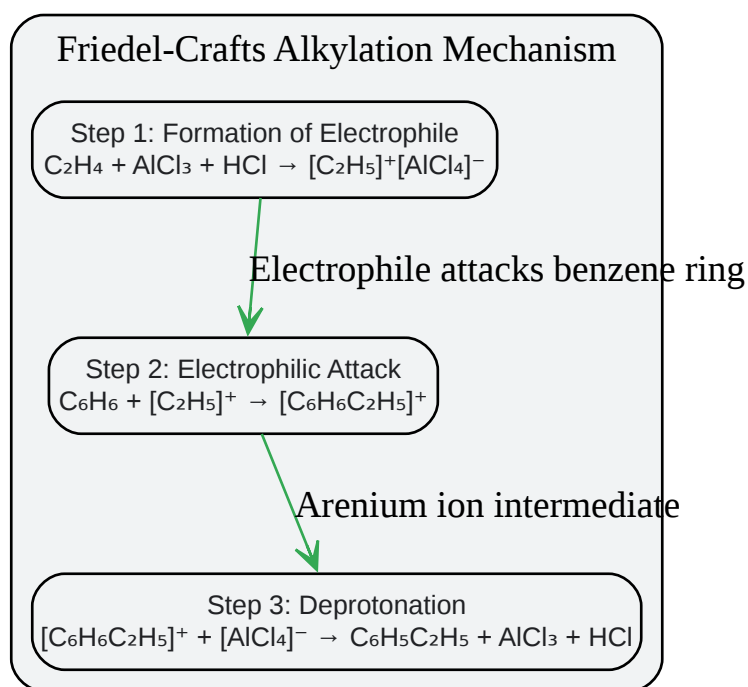 Friedel-Crafts Alkylation Mechanism
Step 1: Formation of Electrophile
C₂H₄ + AlCl₃ + HCl → [C₂H₅]⁺[AlCl₄]⁻
Electrophile attacks benzene ring
Step 2: Electrophilic Attack
C₆H₆ + [C₂H₅]⁺ → [C₆H₆C₂H₅]⁺
Arenium ion intermediate
Step 3: Deprotonation
[C₆H₆C₂H₅]⁺ + [AlCl₄]⁻ → C₆H₅C₂H₅ + AlCl₃ + HCl